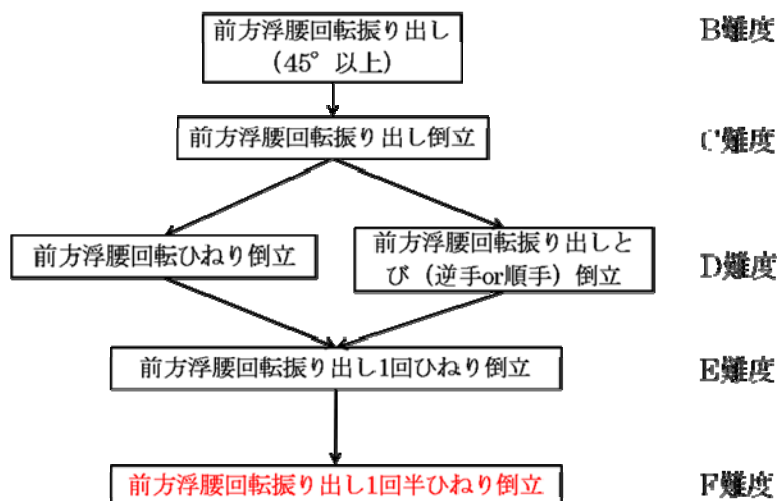 前方浮腰回転振り出し
（45°以上）
B難度
前方浮腰回転振り出し倒立
C難度
前方浮腰回転ひねり倒立
前方浮腰回転振り出しと
び（逆手or順手）倒立
D難度
前方浮腰回転振り出し1回ひねり倒立
E難度
前方浮腰回転振り出し1回半ひねり倒立
F難度